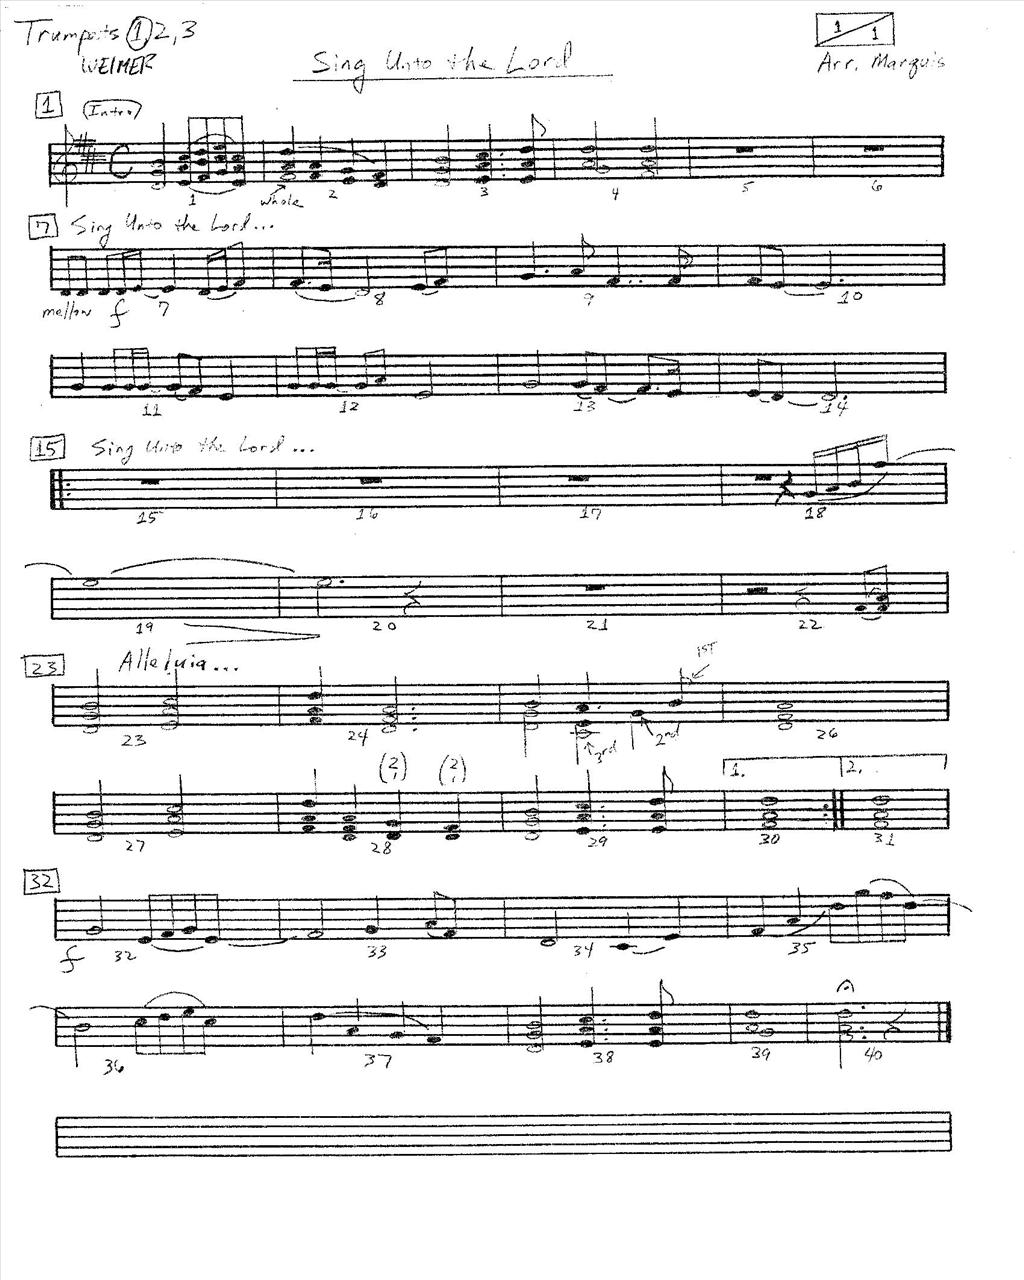 Trumpets 1, 2, 3
WEIMER
Sing Unto the Lord
1/1
Arr. Marquis
1 (Intro)
1 whole 2 3 4 5 6
7 Sing Unto the Lord...
mellow f 7 8 9 10
11 12 13 14
15 Sing Unto the Lord...
15 16 17 18
19 20 21 22
23 Alleluia... 1ST
23 24 3rd 2nd 26
(2/1) (2/1) 1. 2.
27 28 29 30 31
32
f 32 33 34 35
36 37 38 39 40